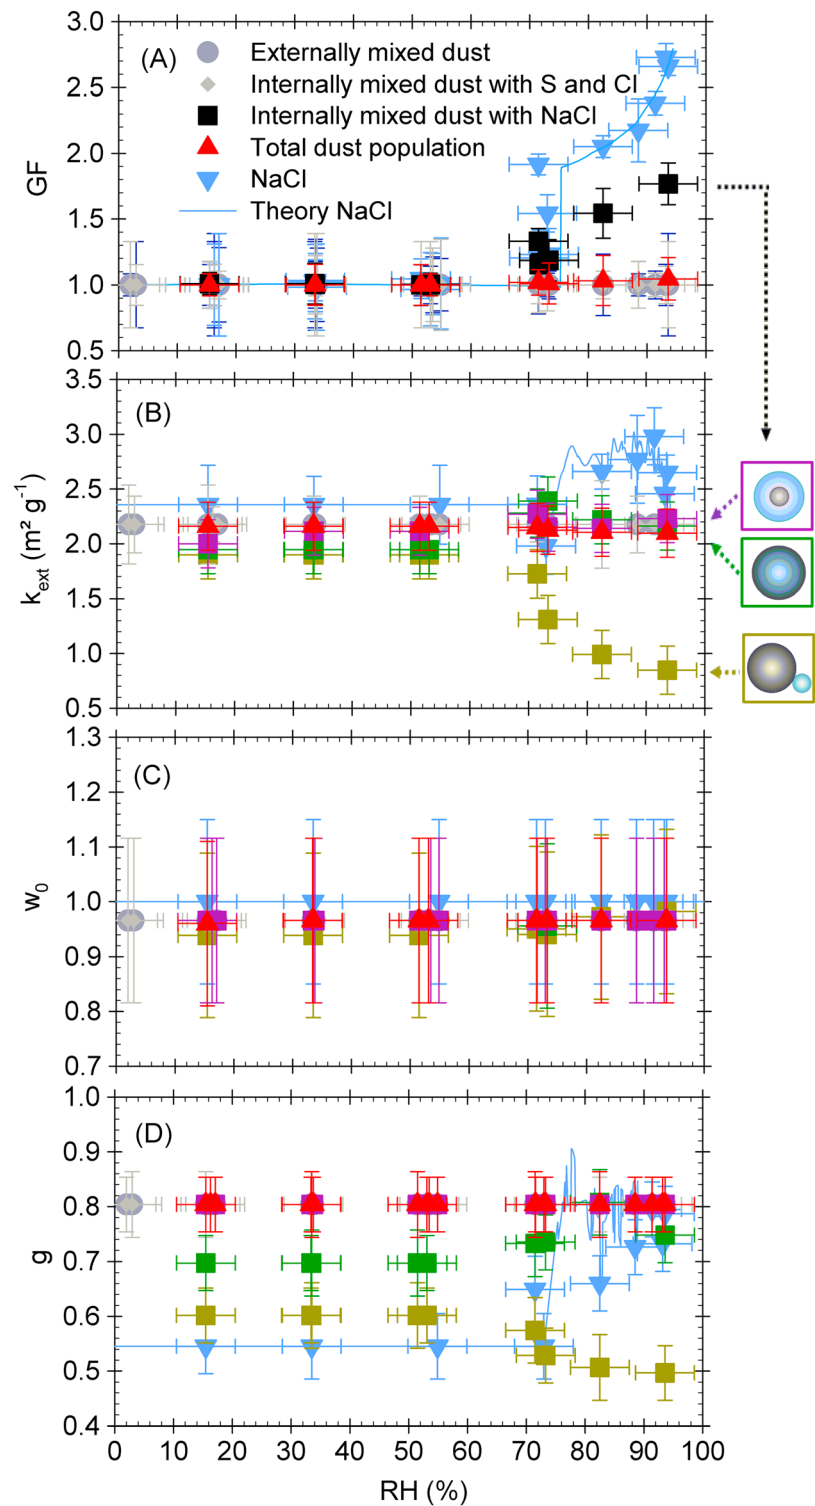 3.0
2.5
2.0
1.5
1.0
0.5
GF
(A)
Externally mixed dust
Internally mixed dust with S and Cl
Internally mixed dust with NaCl
Total dust population
NaCl
Theory NaCl
3.5
3.0
2.5
2.0
1.5
1.0
0.5
k_ext (m² g⁻¹)
(B)
1.3
1.2
1.1
1.0
0.9
0.8
0.7
w₀
(C)
1.0
0.9
0.8
0.7
0.6
0.5
0.4
g
(D)
0 10 20 30 40 50 60 70 80 90 100
RH (%)